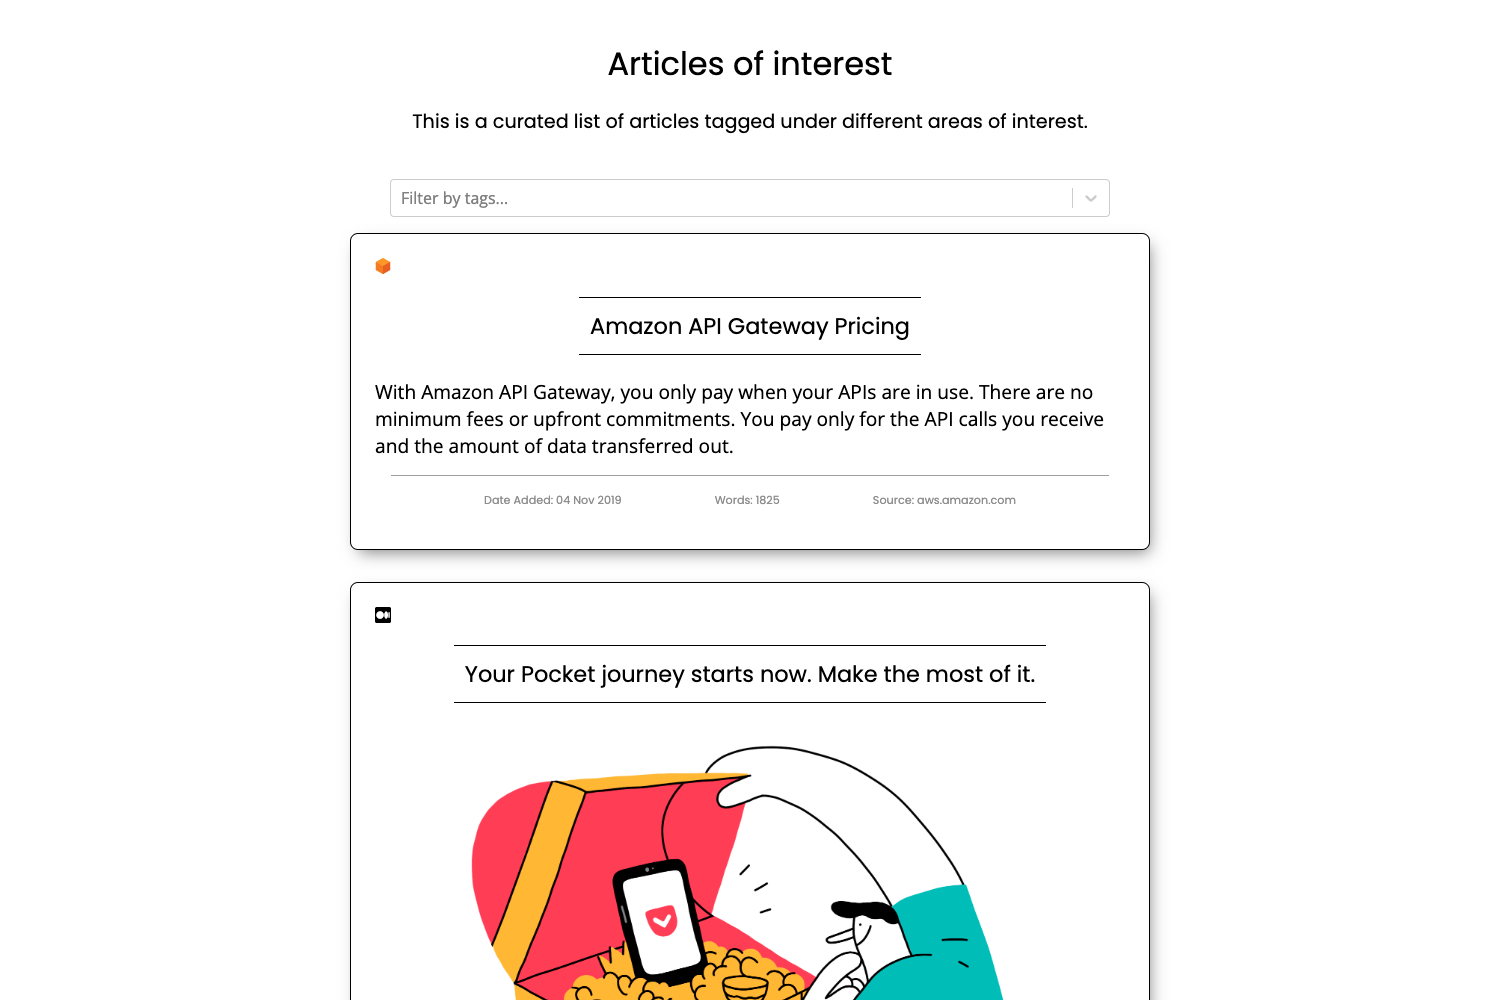 Articles of interest
This is a curated list of articles tagged under different areas of interest.
Filter by tags...
Amazon API Gateway Pricing
With Amazon API Gateway, you only pay when your APIs are in use. There are no
minimum fees or upfront commitments. You pay only for the API calls you receive
and the amount of data transferred out.
Date Added: 04 Nov 2019 Words: 1825 Source: aws.amazon.com
Your Pocket journey starts now. Make the most of it.